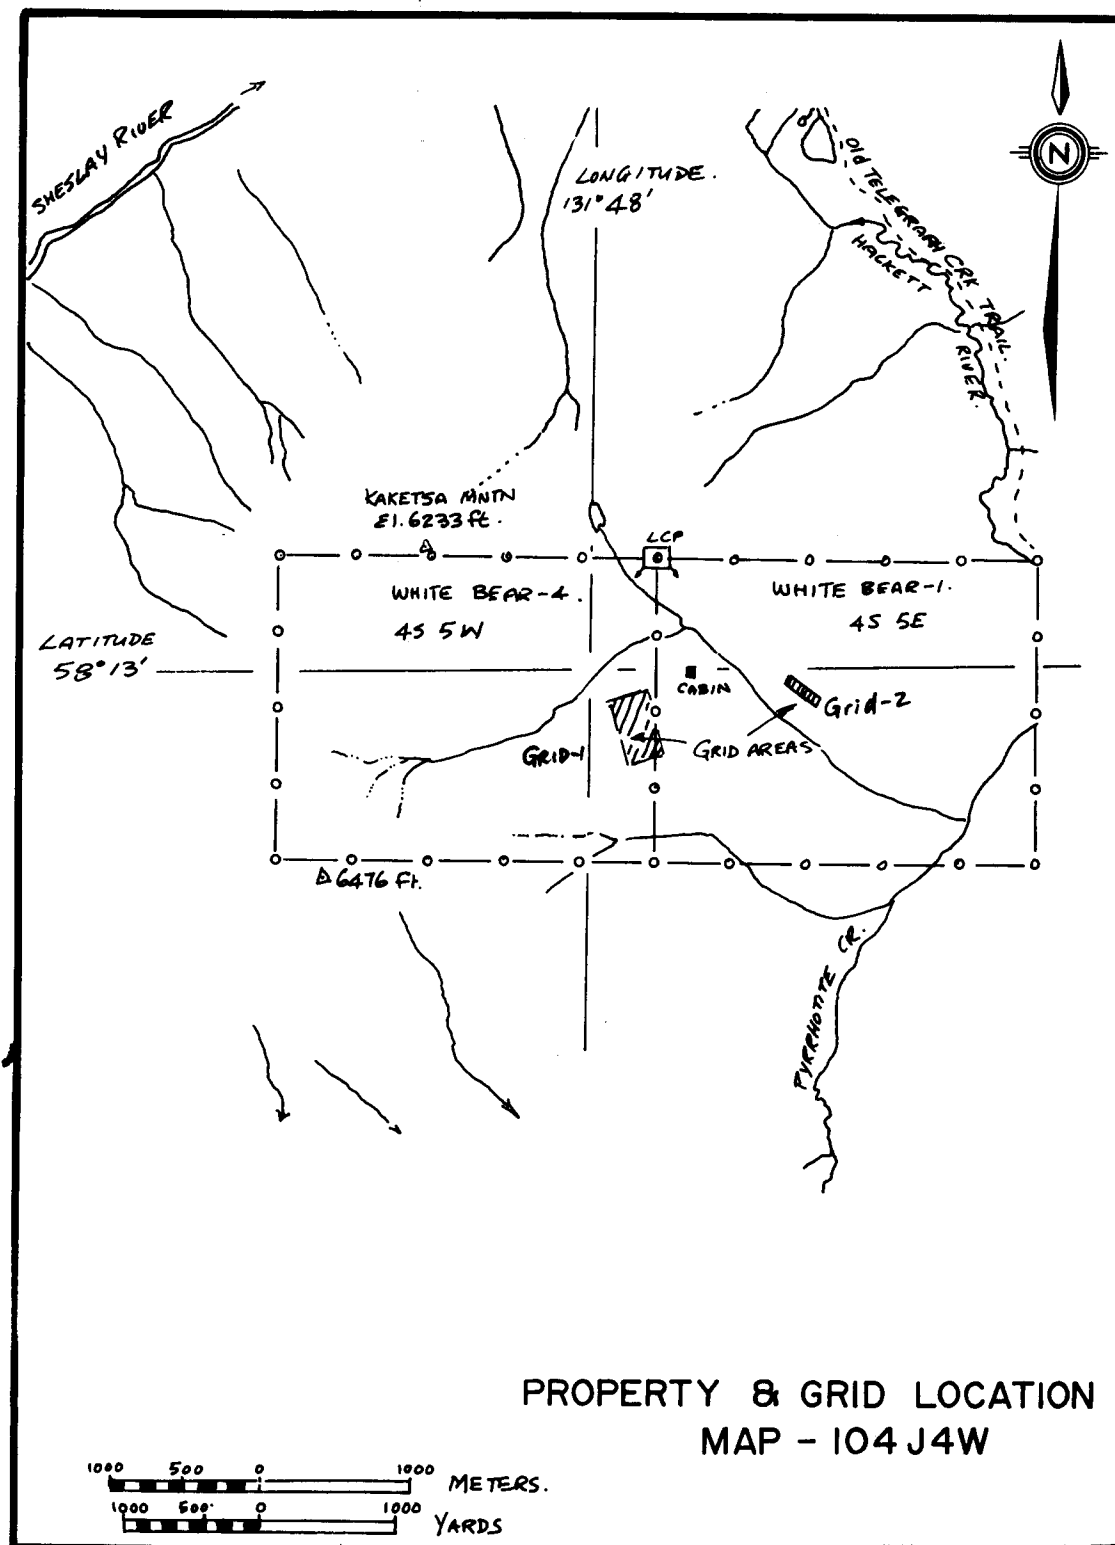 SHESLAY RIVER
N
LONGITUDE.
131°48'
Old TELEGRAPH CRK TRAIL.
HACKETT
RIVER.
KAKETSA MNTN
El. 6233 ft.
LCP
WHITE BEAR-4.
4S 5W
WHITE BEAR-1.
4S 5E
LATITUDE
58°13'
CABIN
Grid-2
GRID-1
GRID AREAS
6476 Ft.
PYRRHOTITE CR.
PROPERTY & GRID LOCATION
MAP - 104 J4W
1000 500 0 1000 METERS.
1000 500 0 1000 YARDS